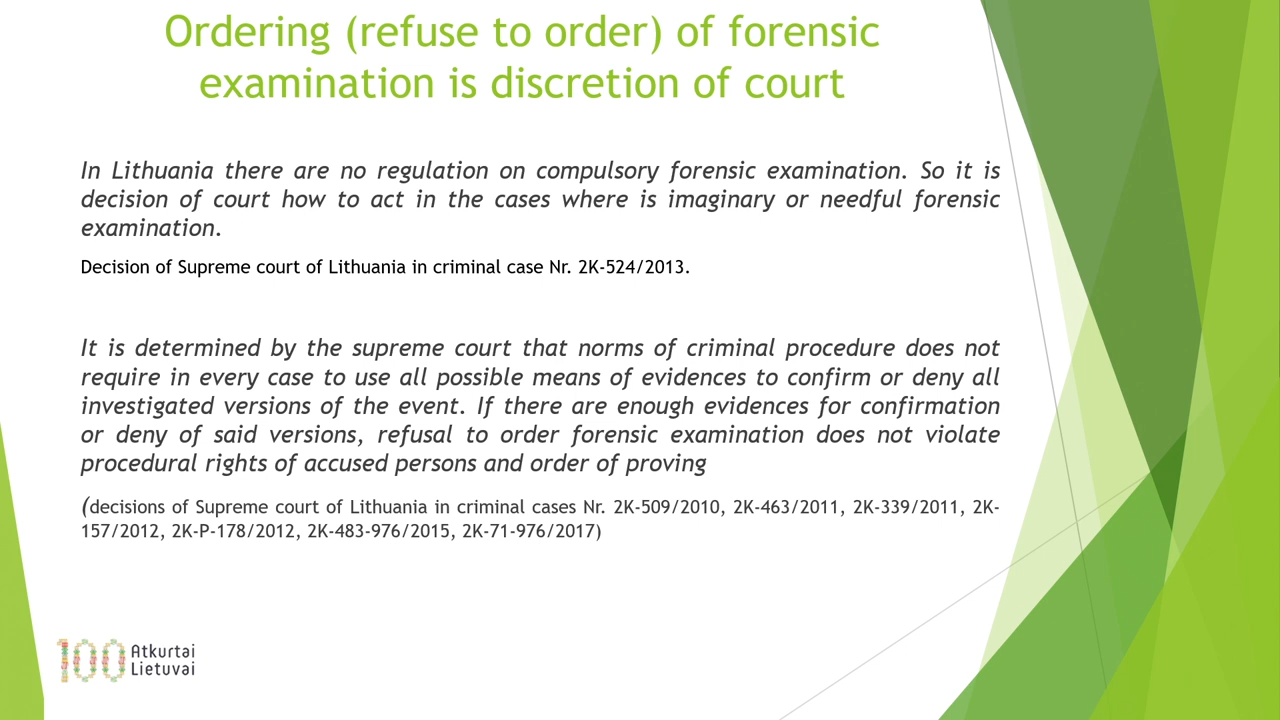 Ordering (refuse to order) of forensic
examination is discretion of court
In Lithuania there are no regulation on compulsory forensic examination. So it is
decision of court how to act in the cases where is imaginary or needful forensic
examination.
Decision of Supreme court of Lithuania in criminal case Nr. 2K-524/2013.
It is determined by the supreme court that norms of criminal procedure does not
require in every case to use all possible means of evidences to confirm or deny all
investigated versions of the event. If there are enough evidences for confirmation
or deny of said versions, refusal to order forensic examination does not violate
procedural rights of accused persons and order of proving
(decisions of Supreme court of Lithuania in criminal cases Nr. 2K-509/2010, 2K-463/2011, 2K-339/2011, 2K-
157/2012, 2K-P-178/2012, 2K-483-976/2015, 2K-71-976/2017)
100 Atkurtai
Lietuvai